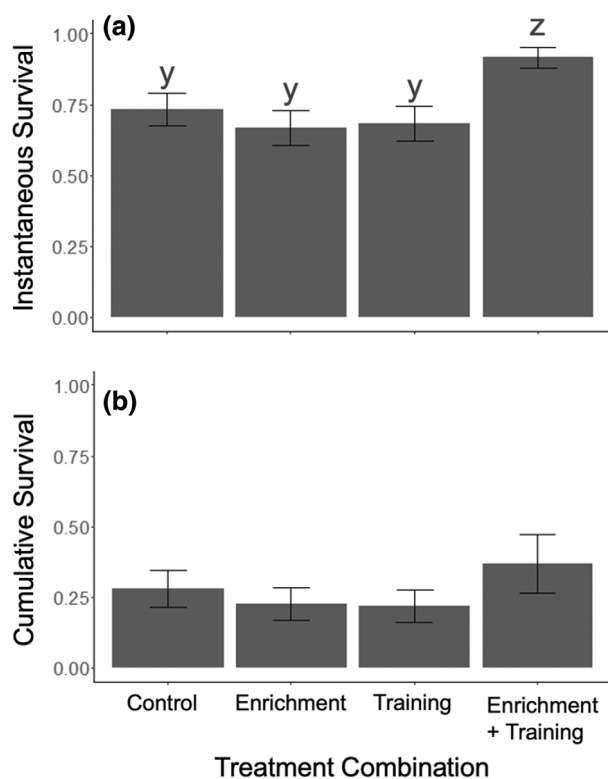 (a)
Instantaneous Survival
1.00
0.75
0.50
0.25
0.00
y y y z
(b)
Cumulative Survival
1.00
0.75
0.50
0.25
0.00
Control Enrichment Training Enrichment
+ Training
Treatment Combination